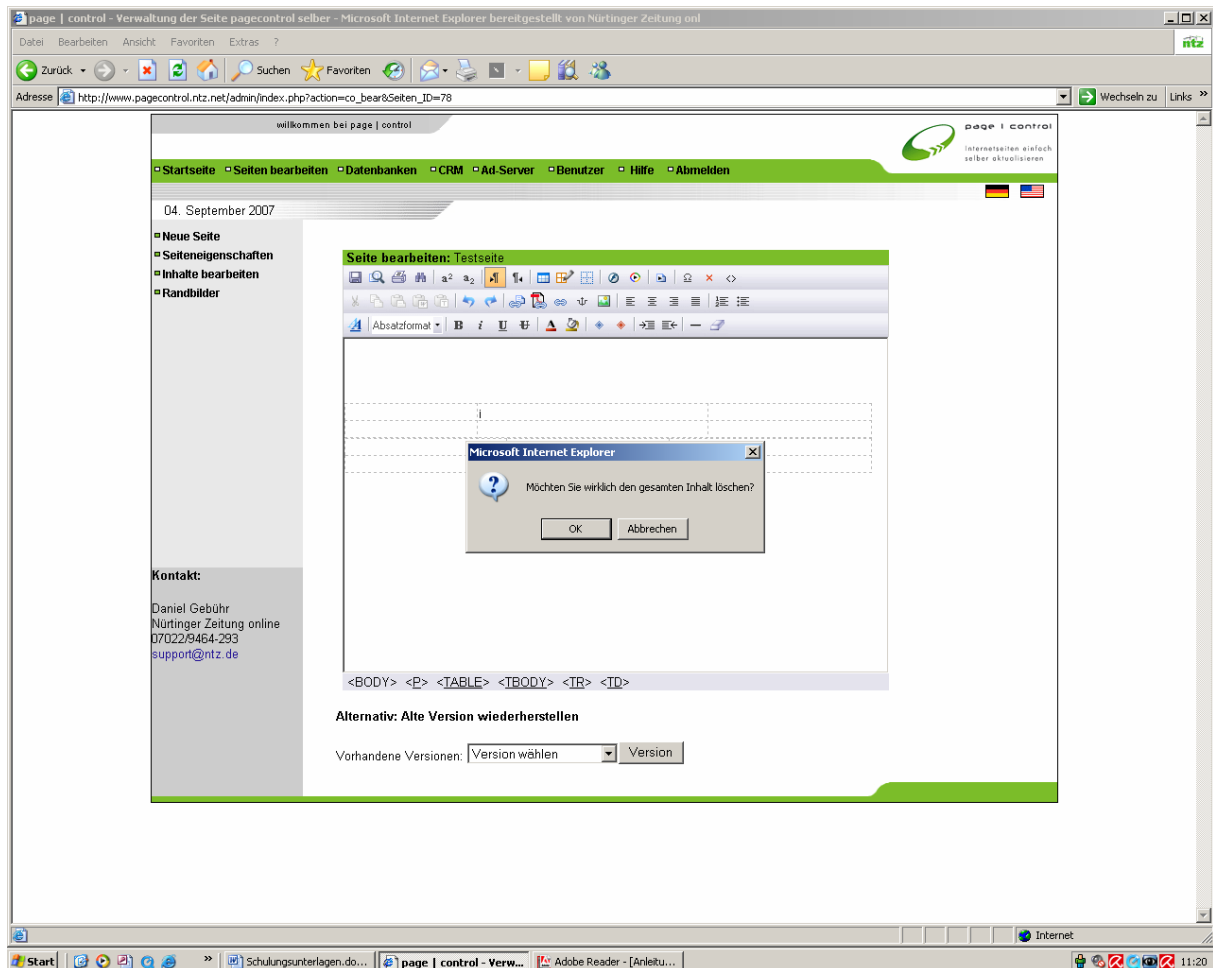 page | control - Verwaltung der Seite pagecontrol selber - Microsoft Internet Explorer bereitgestellt von Nürtinger Zeitung onl
Datei Bearbeiten Ansicht Favoriten Extras ?
ntz
Zurück Suchen Favoriten
Adresse http://www.pagecontrol.ntz.net/admin/index.php?action=co_bear&Seiten_ID=78 Wechseln zu Links »
willkommen bei page | control
page | control
internetseiten einfach
selber aktualisieren
Startseite Seiten bearbeiten Datenbanken CRM Ad-Server Benutzer Hilfe Abmelden
04. September 2007
Neue Seite
Seiteneigenschaften
Inhalte bearbeiten
Randbilder
Seite bearbeiten: Testseite
Absatzformat B i U U A
i
Microsoft Internet Explorer
Möchten Sie wirklich den gesamten Inhalt löschen?
OK Abbrechen
Kontakt:
Daniel Gebühr
Nürtinger Zeitung online
07022/9464-293
support@ntz.de
<BODY> <P> <TABLE> <TBODY> <TR> <TD>
Alternativ: Alte Version wiederherstellen
Vorhandene Versionen: Version wählen Version
Internet
Start » Schulungsunterlagen.do... page | control - Verw... Adobe Reader - [Anleitu... 11:20